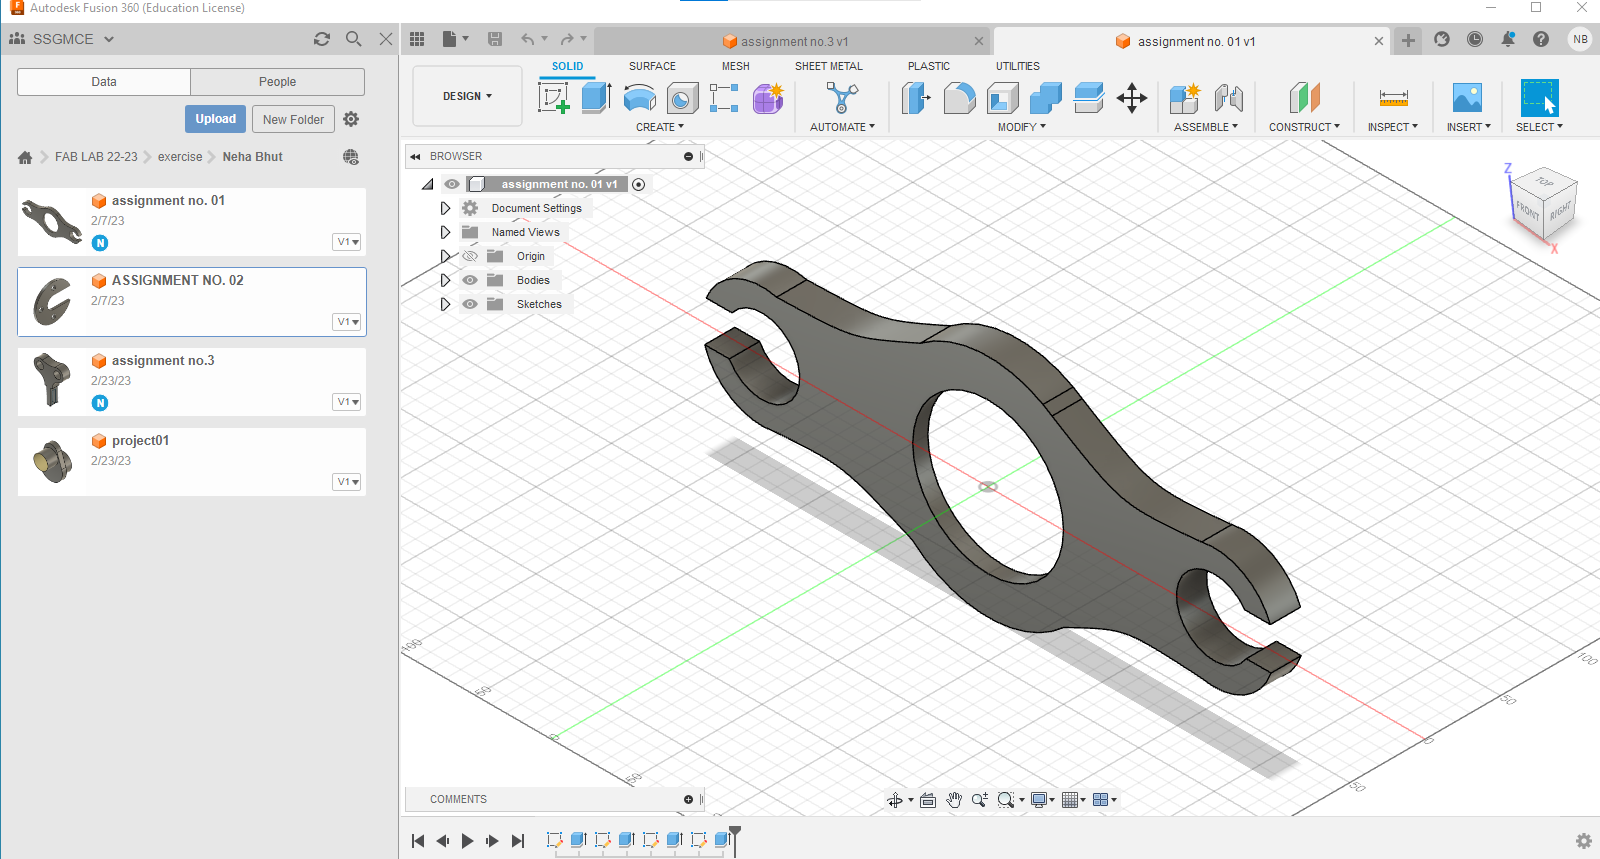 Autodesk Fusion 360 (Education License)
SSGMCE
assignment no.3 v1
assignment no. 01 v1
NB
Data
People
Upload
New Folder
FAB LAB 22-23
exercise
Neha Bhut
assignment no. 01
2/7/23
N
V1
ASSIGNMENT NO. 02
2/7/23
V1
assignment no.3
2/23/23
N
V1
project01
2/23/23
V1
DESIGN
SOLID
SURFACE
MESH
SHEET METAL
PLASTIC
UTILITIES
CREATE
AUTOMATE
MODIFY
ASSEMBLE
CONSTRUCT
INSPECT
INSERT
SELECT
BROWSER
assignment no. 01 v1
Document Settings
Named Views
Origin
Bodies
Sketches
Z
TOP
FRONT
RIGHT
X
100
50
0
50
100
50
0
50
COMMENTS